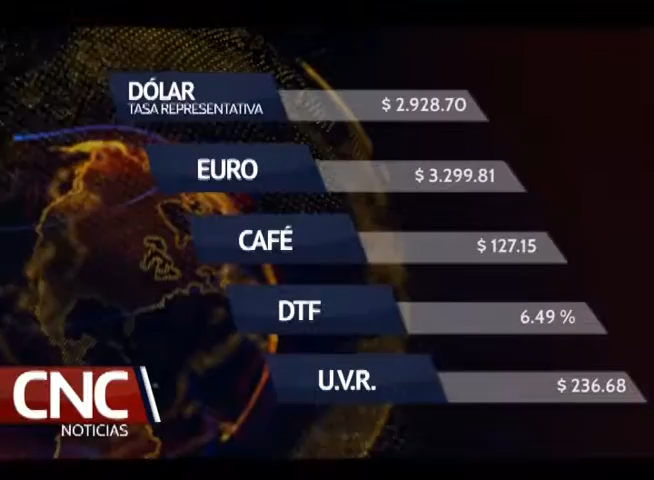 DÓLAR
TASA REPRESENTATIVA
$ 2.928.70
EURO
$ 3.299.81
CAFÉ
$ 127.15
DTF
6.49 %
U.V.R.
$ 236.68
CNC
NOTICIAS